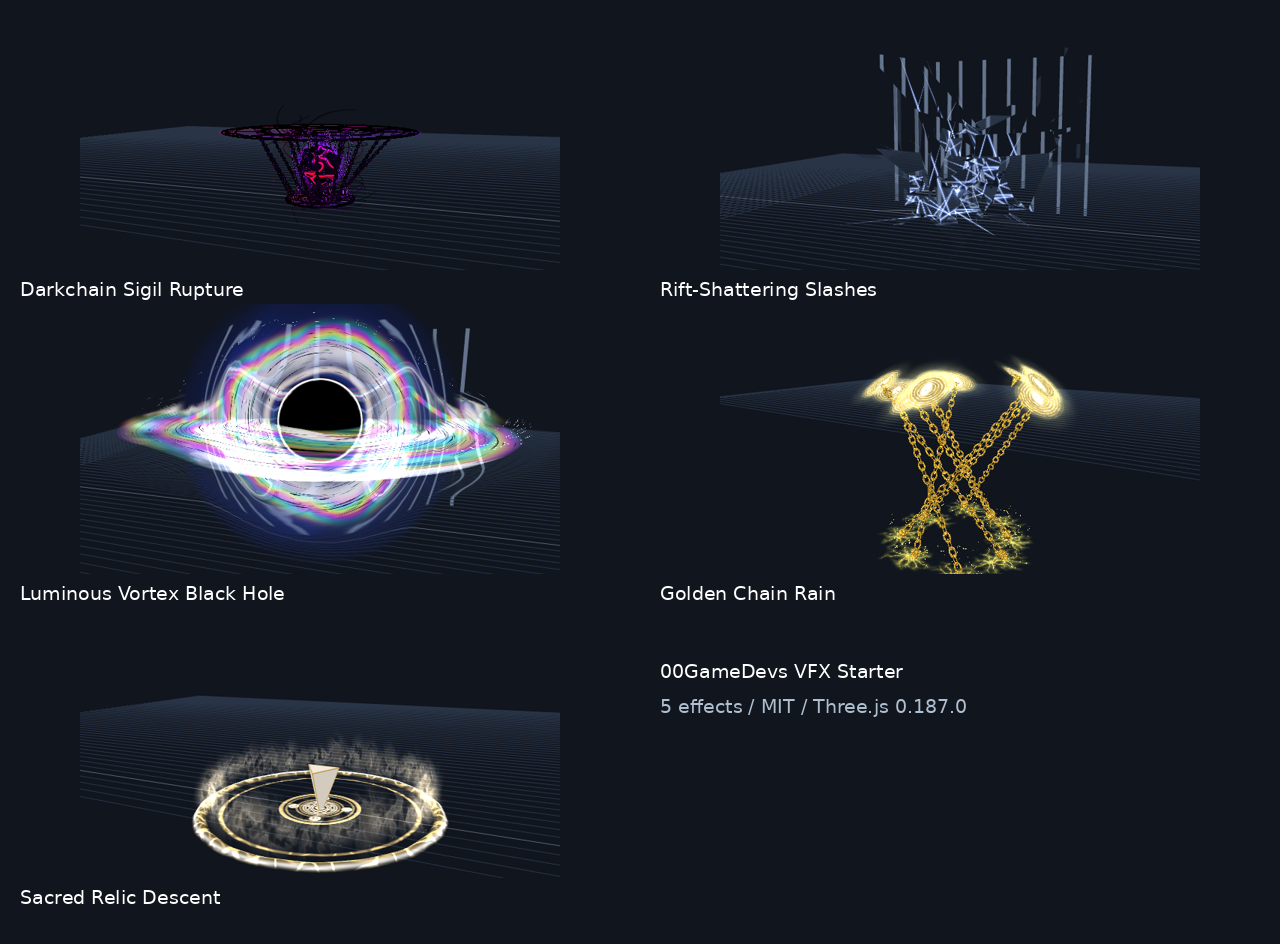 Darkchain Sigil Rupture
Rift-Shattering Slashes
Luminous Vortex Black Hole
Golden Chain Rain
00GameDevs VFX Starter
5 effects / MIT / Three.js 0.187.0
Sacred Relic Descent